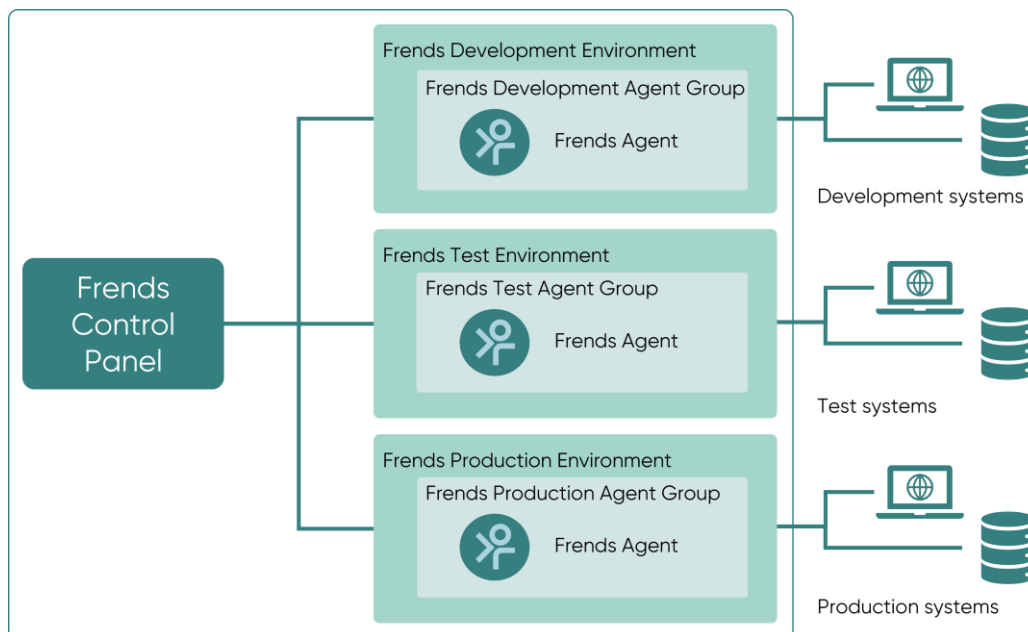 Frends Development Environment
Frends Development Agent Group
Frends Agent
Development systems
Frends Control Panel
Frends Test Environment
Frends Test Agent Group
Frends Agent
Test systems
Frends Production Environment
Frends Production Agent Group
Frends Agent
Production systems